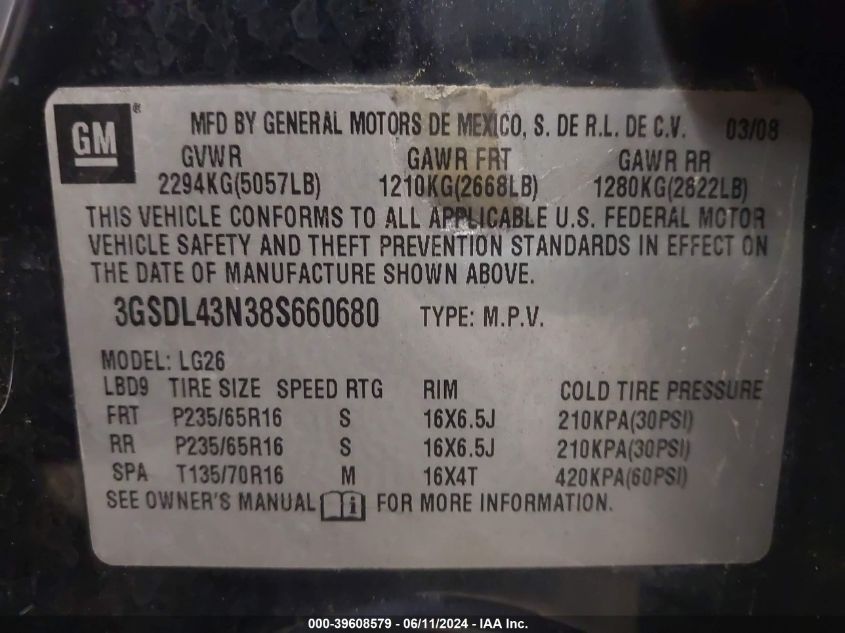 GM®
MFD BY GENERAL MOTORS DE MEXICO, S. DE R.L. DE C.V. 03/08
GVWR GAWR FRT GAWR RR
2294KG(5057LB) 1210KG(2668LB) 1280KG(2822LB)
THIS VEHICLE CONFORMS TO ALL APPLICABLE U.S. FEDERAL MOTOR
VEHICLE SAFETY AND THEFT PREVENTION STANDARDS IN EFFECT ON
THE DATE OF MANUFACTURE SHOWN ABOVE.
3GSDL43N38S660680 TYPE: M.P.V.
MODEL: LG26
LBD9 TIRE SIZE SPEED RTG RIM COLD TIRE PRESSURE
FRT P235/65R16 S 16X6.5J 210KPA(30PSI)
RR P235/65R16 S 16X6.5J 210KPA(30PSI)
SPA T135/70R16 M 16X4T 420KPA(60PSI)
SEE OWNER'S MANUAL i FOR MORE INFORMATION.
000-39608579 - 06/11/2024 - IAA Inc.